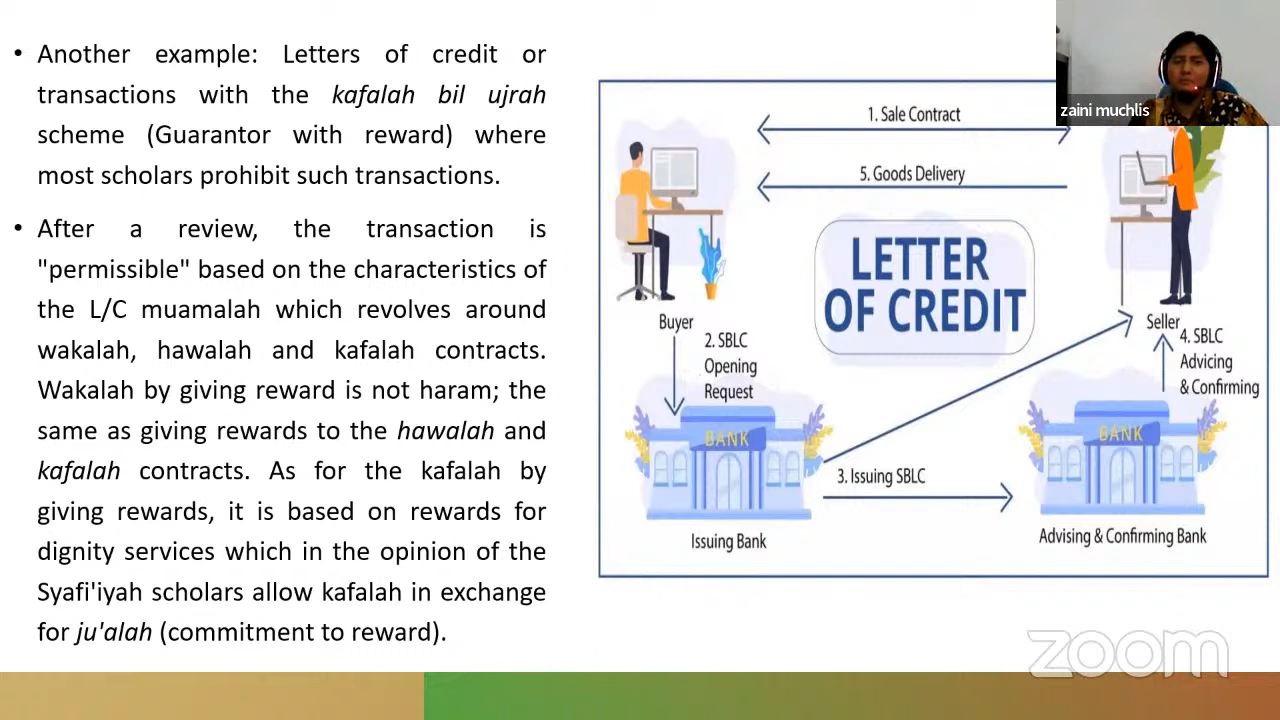 • Another example: Letters of credit or
transactions with the kafalah bil ujrah
scheme (Guarantor with reward) where
most scholars prohibit such transactions.
• After a review, the transaction is
"permissible" based on the characteristics of
the L/C muamalah which revolves around
wakalah, hawalah and kafalah contracts.
Wakalah by giving reward is not haram; the
same as giving rewards to the hawalah and
kafalah contracts. As for the kafalah by
giving rewards, it is based on rewards for
dignity services which in the opinion of the
Syafi'iyah scholars allow kafalah in exchange
for ju'alah (commitment to reward).
zaini muchlis
1. Sale Contract
5. Goods Delivery
LETTER
OF CREDIT
Buyer
Seller
2. SBLC
Opening
Request
4. SBLC
Advicing
& Confirming
BANK
BANK
3. Issuing SBLC
Issuing Bank
Advising & Confirming Bank
zoom